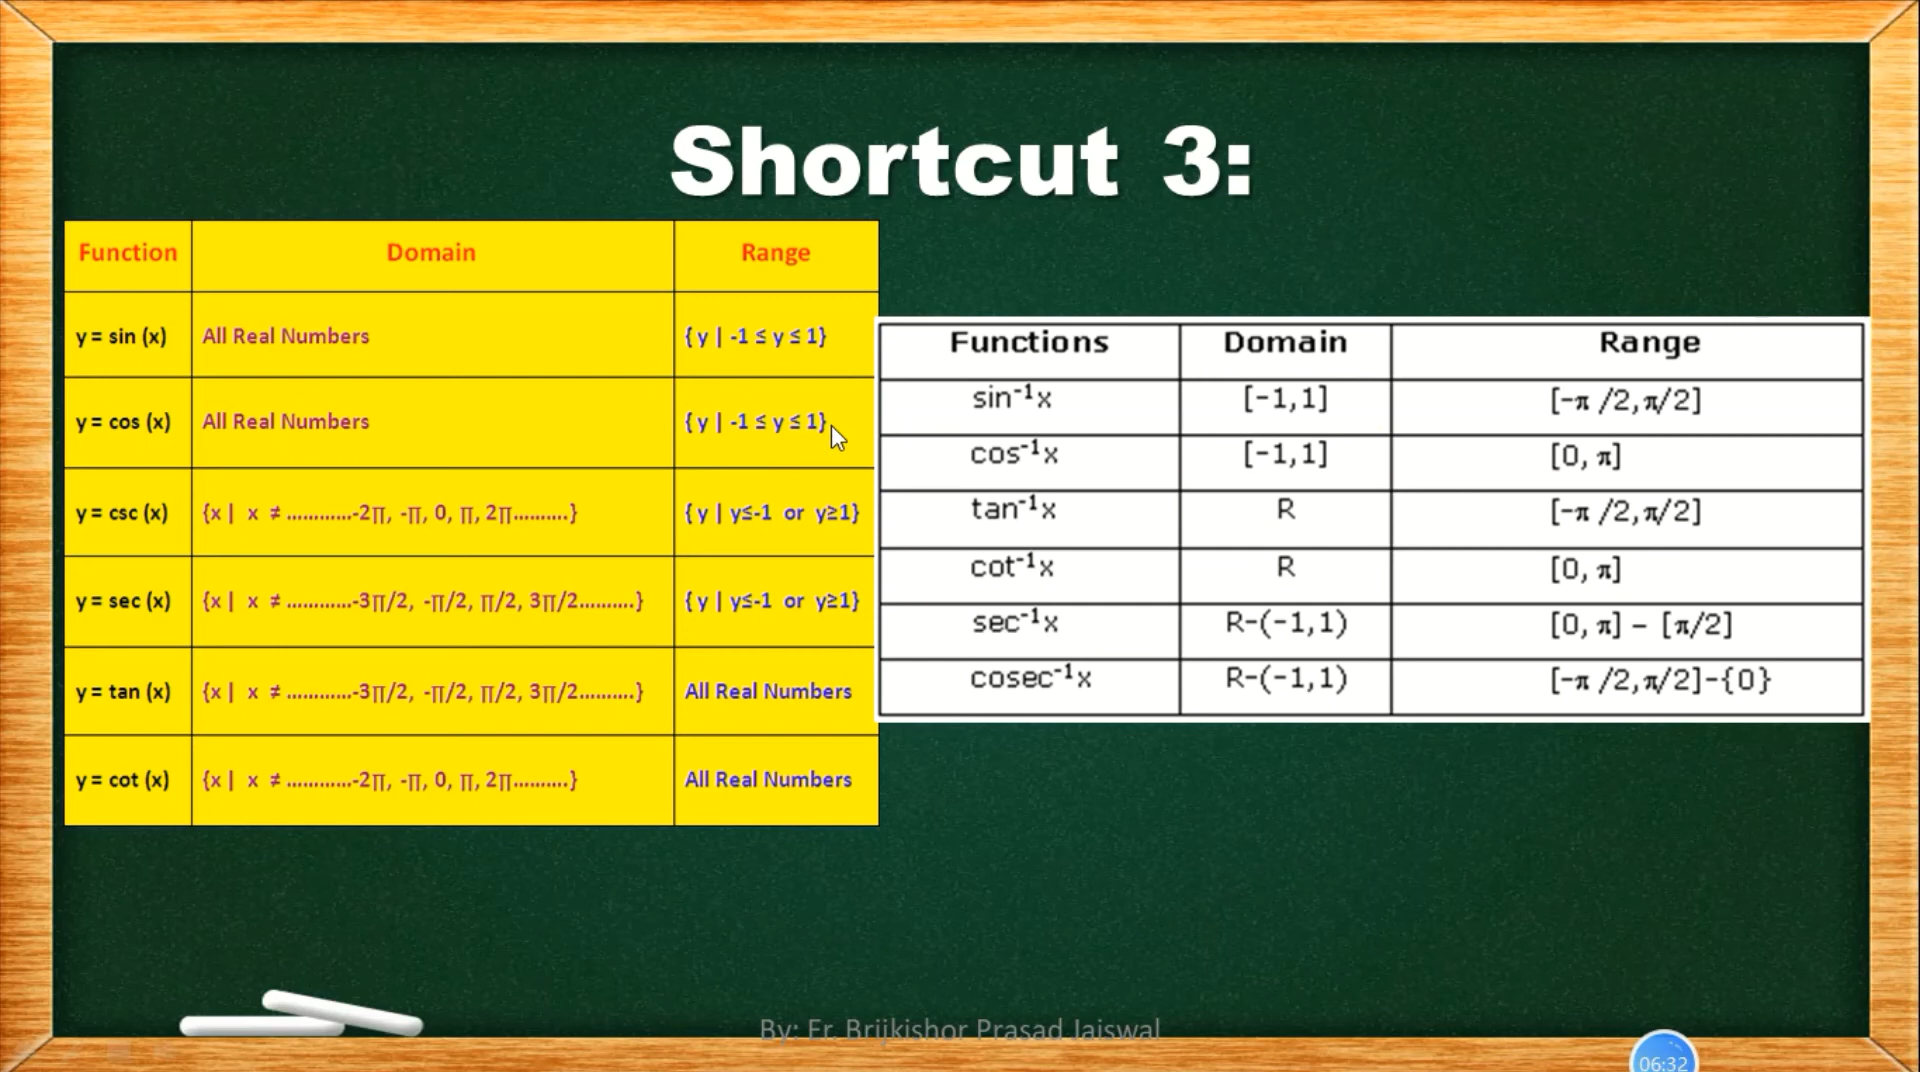 Shortcut 3:
Function Domain Range
y = sin (x) All Real Numbers { y | -1 ≤ y ≤ 1}
y = cos (x) All Real Numbers { y | -1 ≤ y ≤ 1}
y = csc (x) {x | x ≠ ............-2∏, -∏, 0, ∏, 2∏..........} { y | y≤-1 or y≥1}
y = sec (x) {x | x ≠ ............-3∏/2, -∏/2, ∏/2, 3∏/2..........} { y | y≤-1 or y≥1}
y = tan (x) {x | x ≠ ............-3∏/2, -∏/2, ∏/2, 3∏/2..........} All Real Numbers
y = cot (x) {x | x ≠ ............-2∏, -∏, 0, ∏, 2∏..........} All Real Numbers
Functions Domain Range
sin⁻¹x [-1,1] [-π /2,π/2]
cos⁻¹x [-1,1] [0, π]
tan⁻¹x R [-π /2,π/2]
cot⁻¹x R [0, π]
sec⁻¹x R-(-1,1) [0, π] – [π/2]
cosec⁻¹x R-(-1,1) [-π /2,π/2]-{0}
By: Er. Brijkishor Prasad Jaiswal
06:32